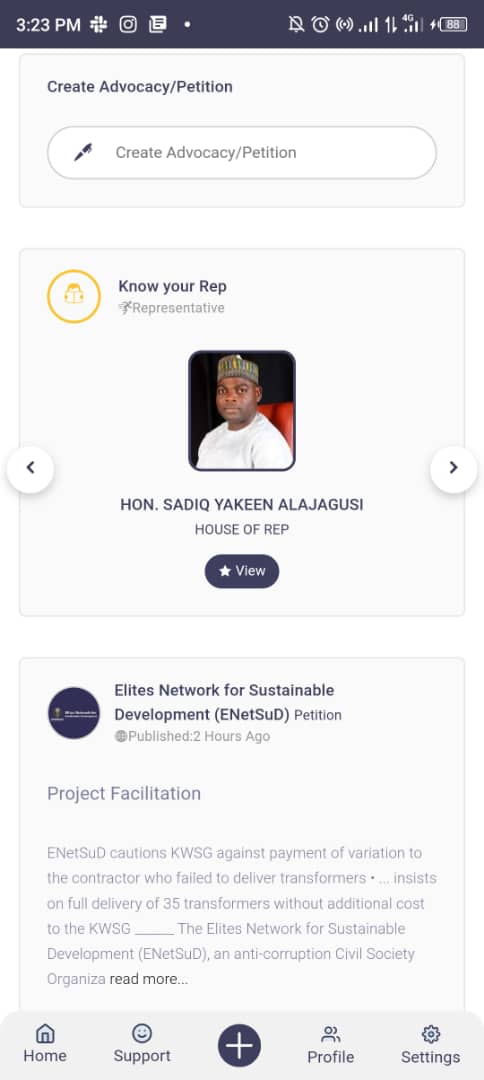 3:23 PM
4G
88
Create Advocacy/Petition
Create Advocacy/Petition
Know your Rep
Representative
HON. SADIQ YAKEEN ALAJAGUSI
HOUSE OF REP
View
Elites Network for Sustainable
Development (ENetSuD) Petition
Published:2 Hours Ago
Project Facilitation
ENetSuD cautions KWSG against payment of variation to
the contractor who failed to deliver transformers • ... insists
on full delivery of 35 transformers without additional cost
to the KWSG _____ The Elites Network for Sustainable
Development (ENetSuD), an anti-corruption Civil Society
Organiza read more...
Home
Support
Profile
Settings